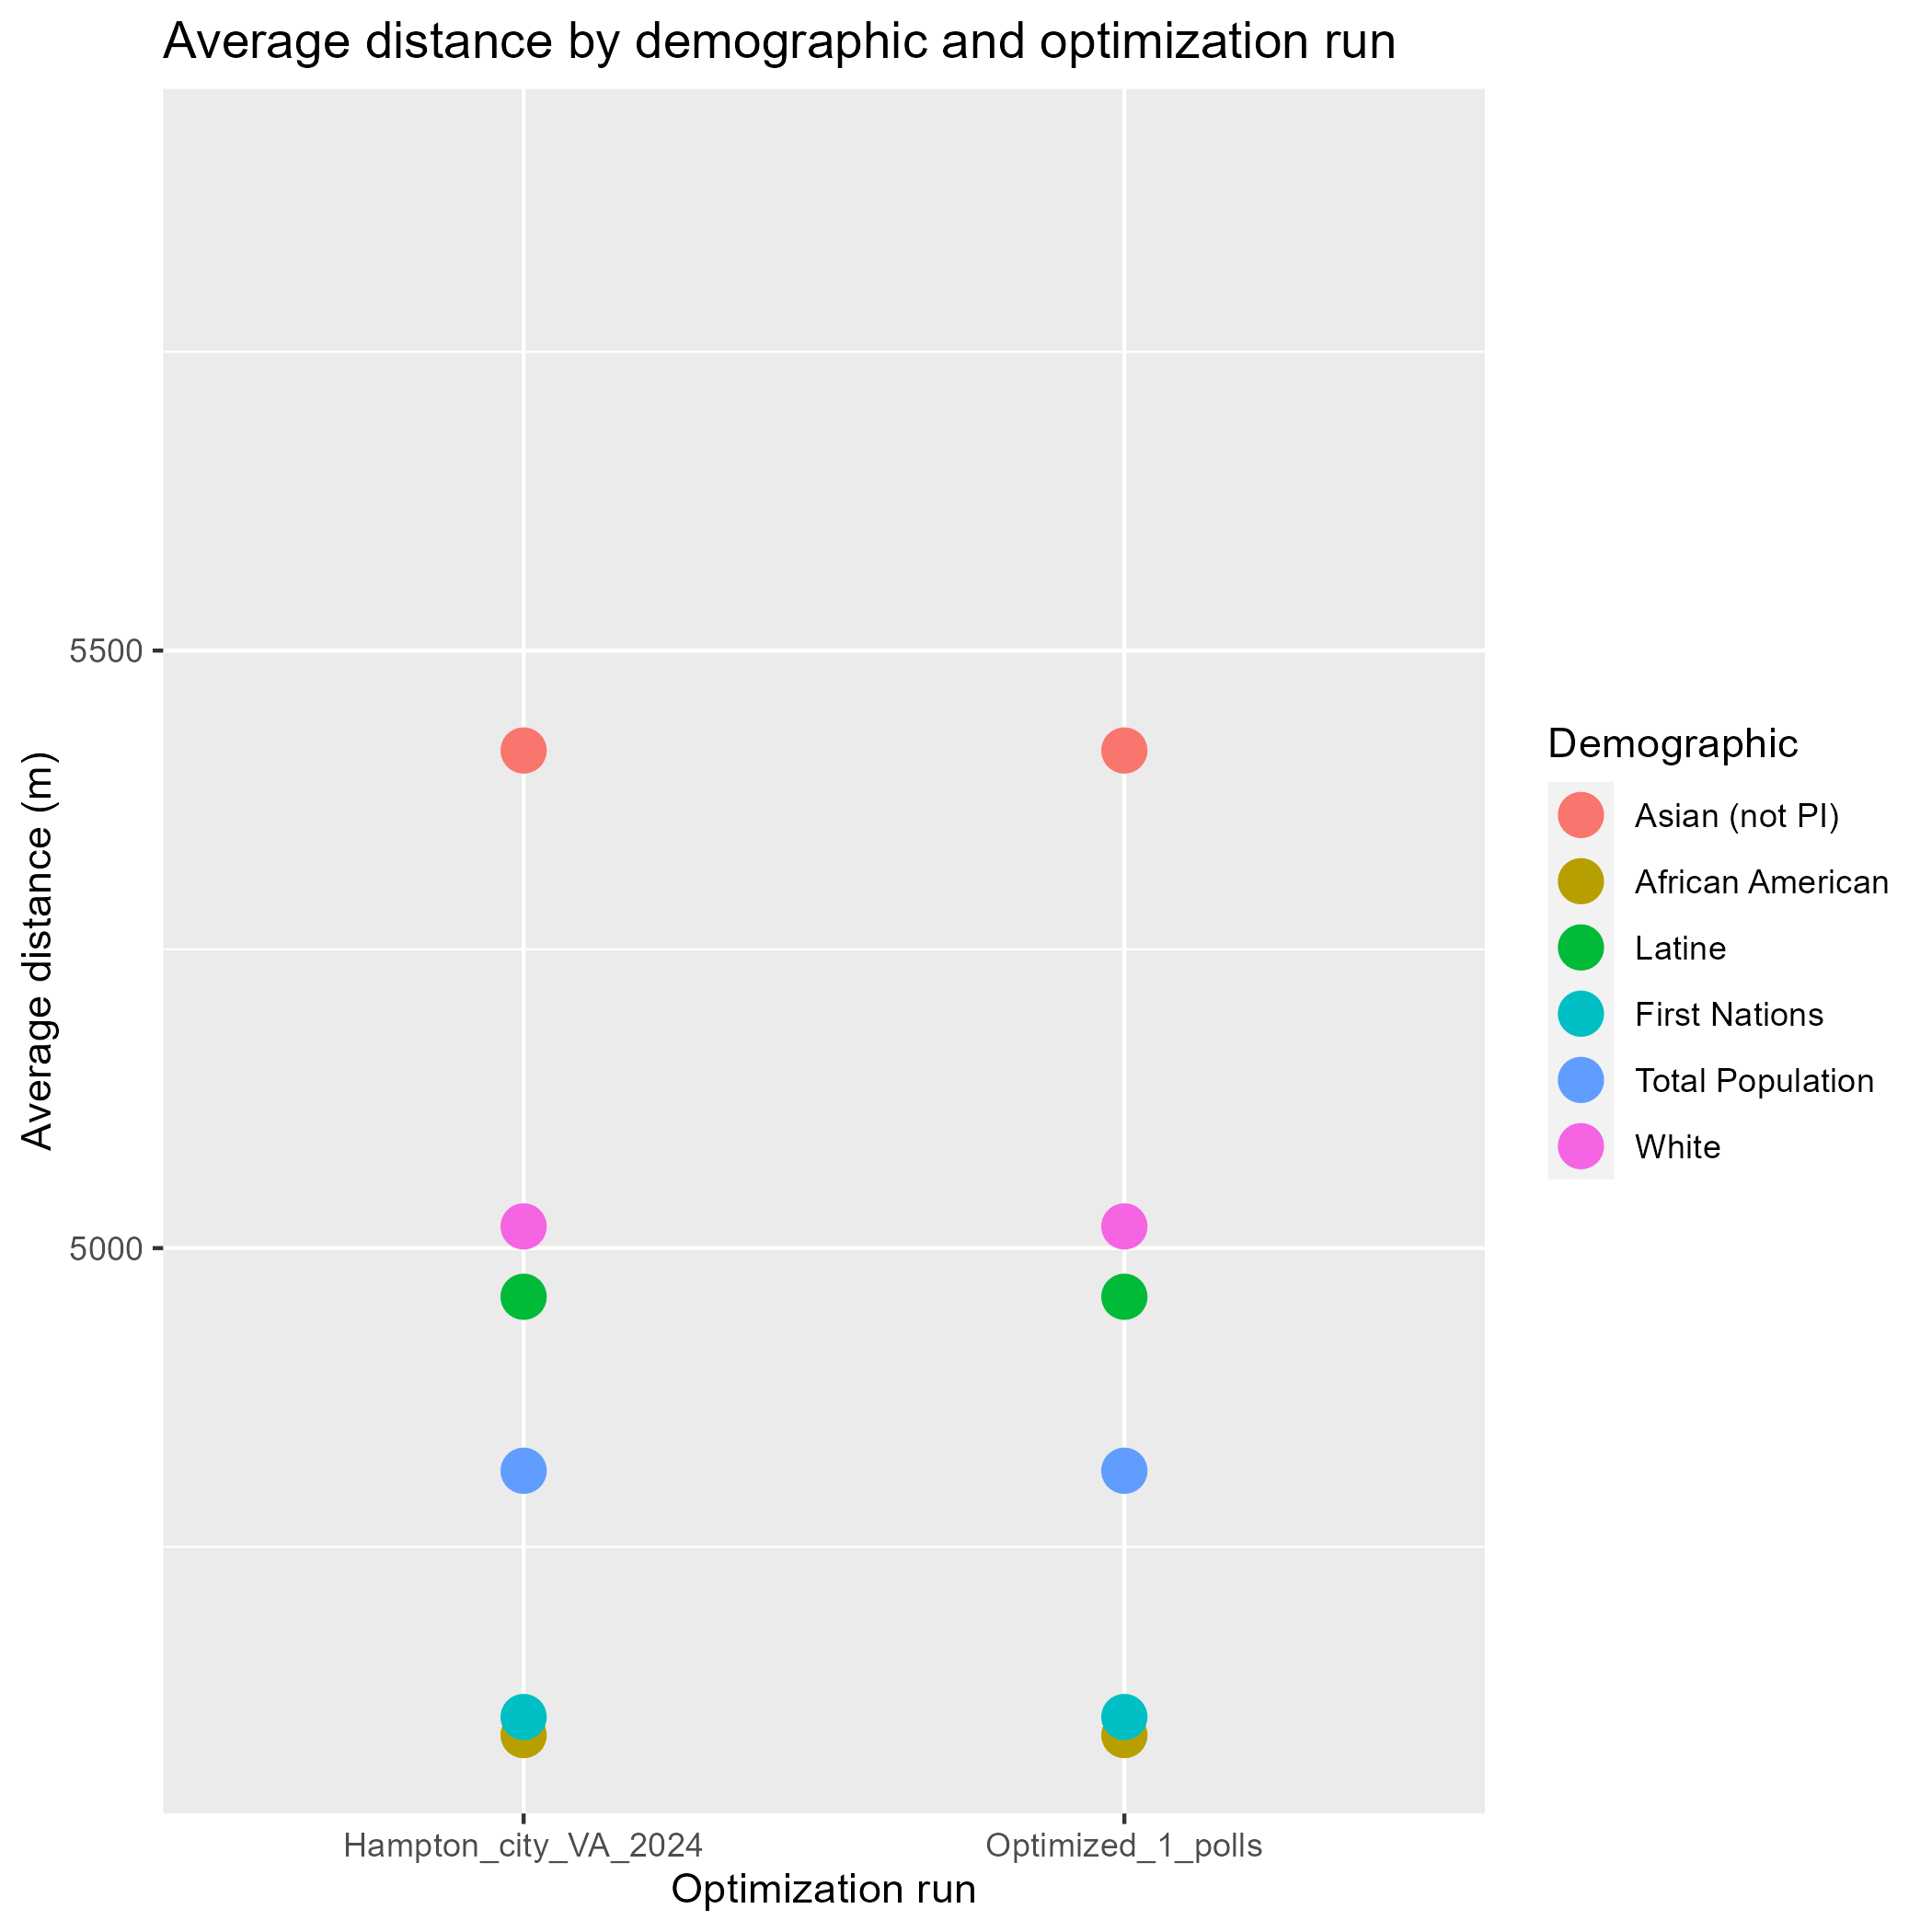 Average distance by demographic and optimization run
Average distance (m)
5500
5000
Hampton_city_VA_2024
Optimized_1_polls
Optimization run
Demographic
Asian (not PI)
African American
Latine
First Nations
Total Population
White